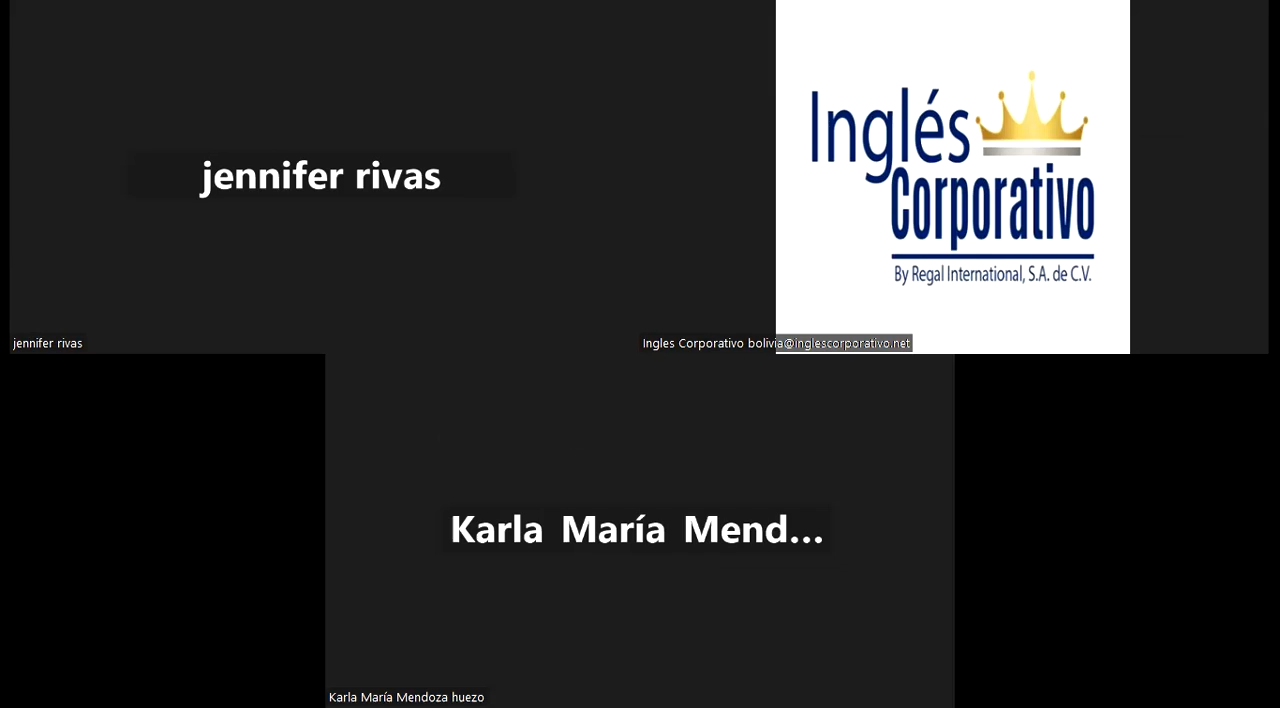 jennifer rivas
Inglés
Corporativo
By Regal International, S.A. de C.V.
jennifer rivas
Ingles Corporativo bolivia@inglescorporativo.net
Karla María Mend...
Karla María Mendoza huezo